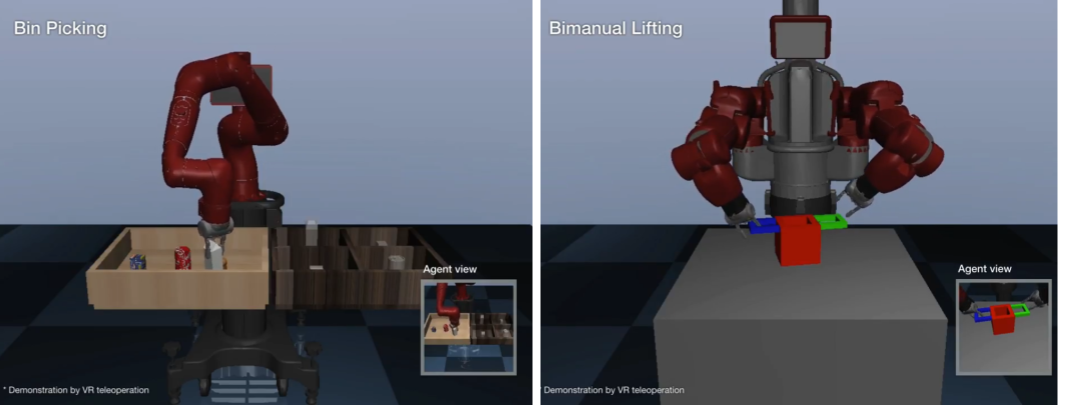 Bin Picking
Agent view
* Demonstration by VR teleoperation
Bimanual Lifting
Agent view
* Demonstration by VR teleoperation